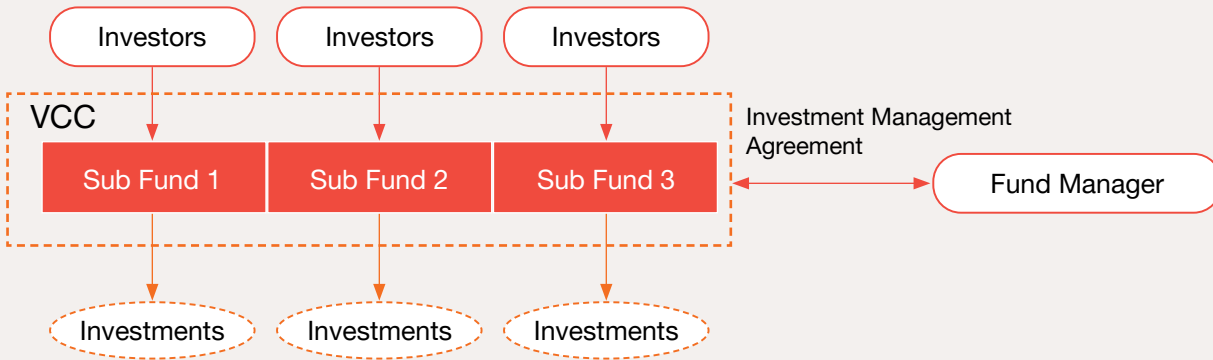 Investors
Investors
Investors
VCC
Investment Management
Agreement
Sub Fund 1
Sub Fund 2
Sub Fund 3
Fund Manager
Investments
Investments
Investments